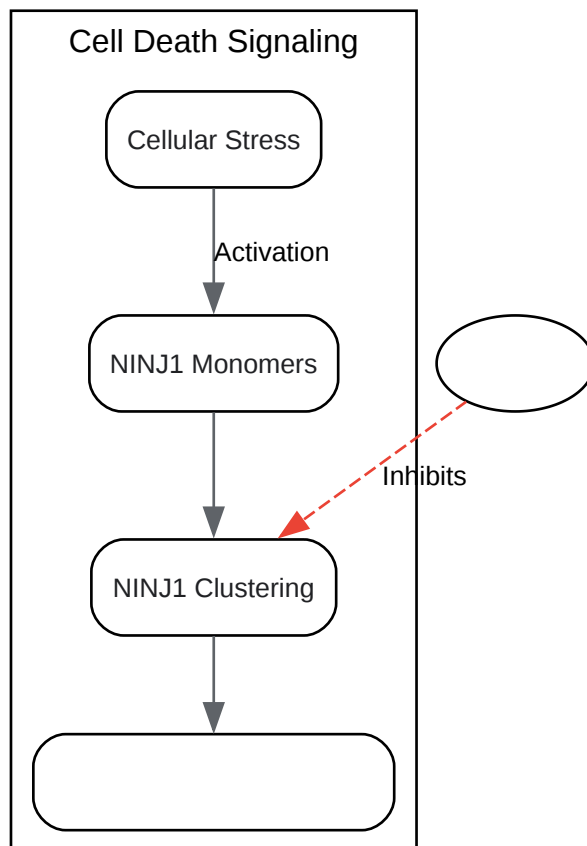 Cell Death Signaling
Cellular Stress
Activation
NINJ1 Monomers
Inhibits
NINJ1 Clustering